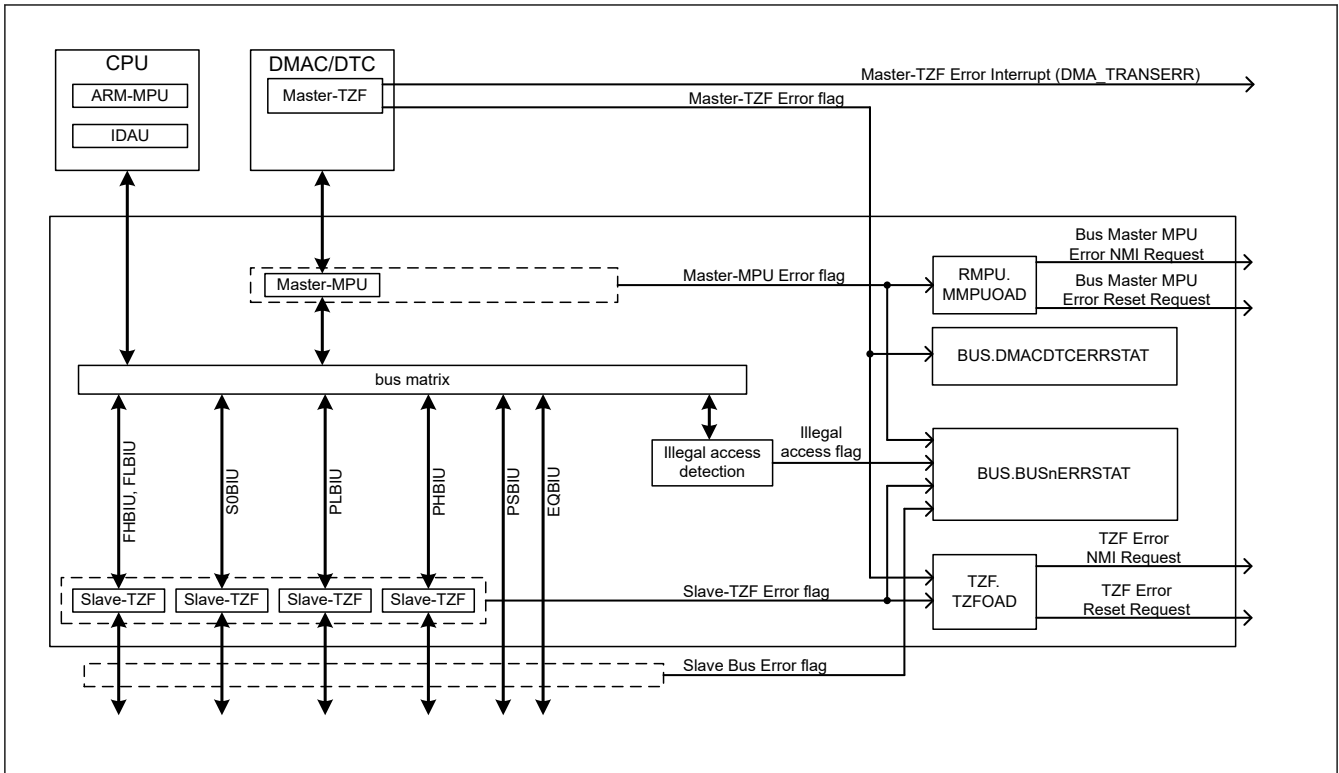 CPU
ARM-MPU
IDAU
DMAC/DTC
Master-TZF
Master-TZF Error Interrupt (DMA_TRANSERR)
Master-TZF Error flag
Master-MPU
Master-MPU Error flag
RMPU.
MMPUOAD
Bus Master MPU
Error NMI Request
Bus Master MPU
Error Reset Request
BUS.DMACDTCERRSTAT
bus matrix
FHBIU, FLBIU
S0BIU
PLBIU
PHBIU
PSBIU
EQBIU
Illegal access
detection
Illegal
access flag
BUS.BUSnERRSTAT
Slave-TZF
Slave-TZF
Slave-TZF
Slave-TZF
Slave-TZF Error flag
TZF.
TZFOAD
TZF Error
NMI Request
TZF Error
Reset Request
Slave Bus Error flag